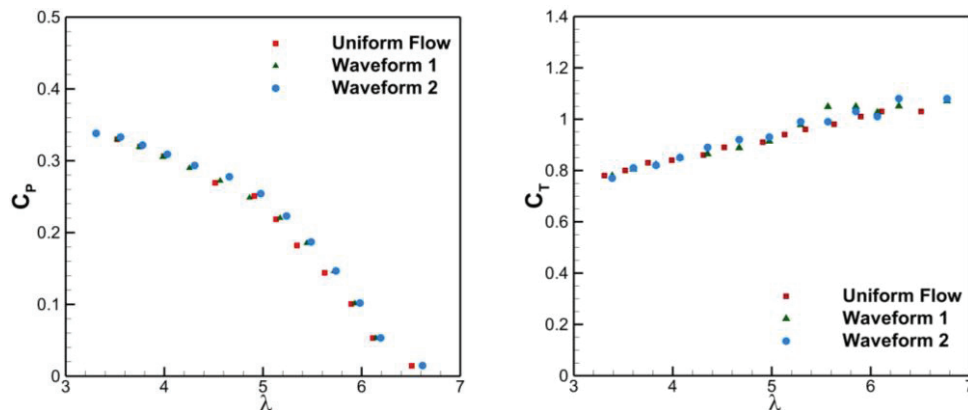 0.5
0.4
0.3
0.2
0.1
0
C_P
3 4 5 6 7
λ
Uniform Flow
Waveform 1
Waveform 2
1.4
1.2
1
0.8
0.6
0.4
0.2
0
C_T
3 4 5 6 7
λ
Uniform Flow
Waveform 1
Waveform 2